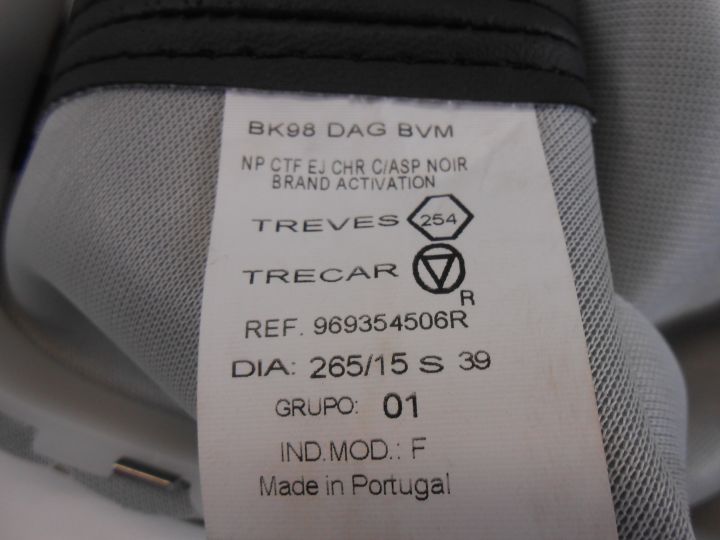 BK98 DAG BVM
NP CTF EJ CHR C/ASP NOIR
BRAND ACTIVATION
TREVES 254
TRECAR
R
REF. 969354506R
DIA: 265/15 S 39
GRUPO: 01
IND.MOD.: F
Made in Portugal